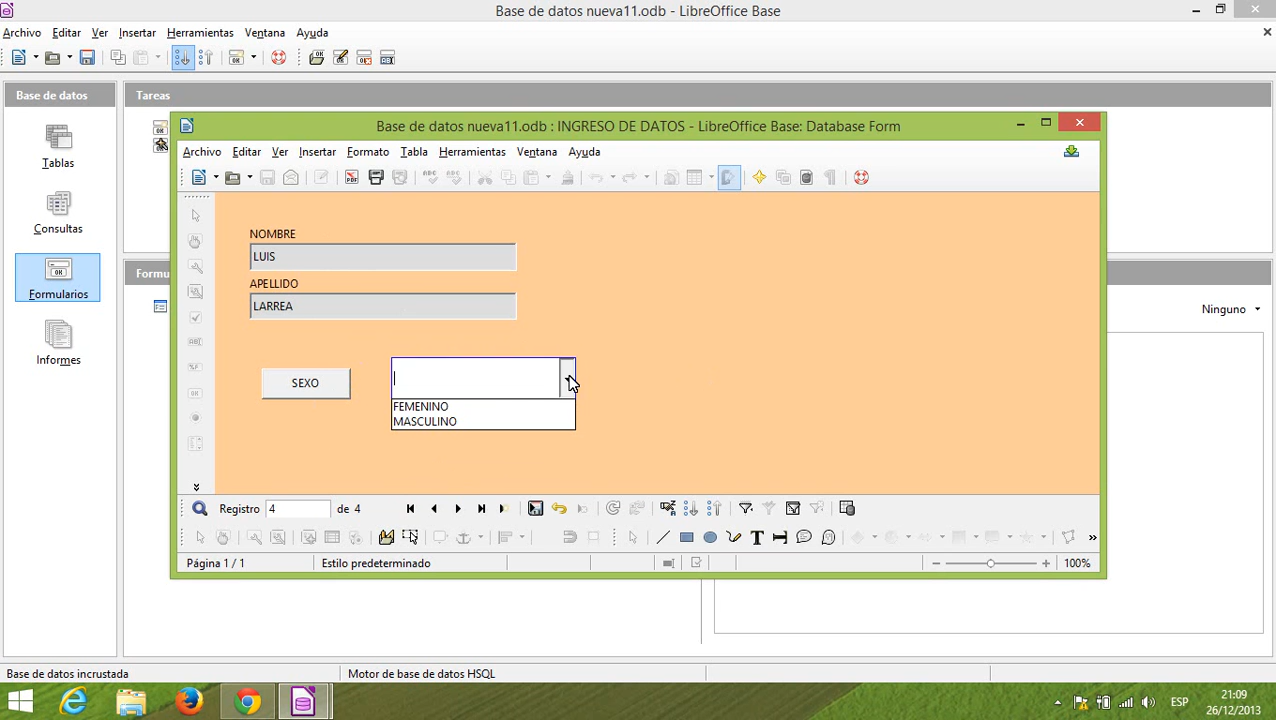 Base de datos nueva11.odb - LibreOffice Base
Archivo Editar Ver Insertar Herramientas Ventana Ayuda
Base de datos
Tareas
Tablas
Consultas
Formularios
Informes
Formu
Ninguno
Base de datos nueva11.odb : INGRESO DE DATOS - LibreOffice Base: Database Form
Archivo Editar Ver Insertar Formato Tabla Herramientas Ventana Ayuda
NOMBRE
LUIS
APELLIDO
LARREA
SEXO
FEMENINO
MASCULINO
Registro 4 de 4
Página 1 / 1 Estilo predeterminado 100%
Base de datos incrustada Motor de base de datos HSQL
ESP
21:09
26/12/2013